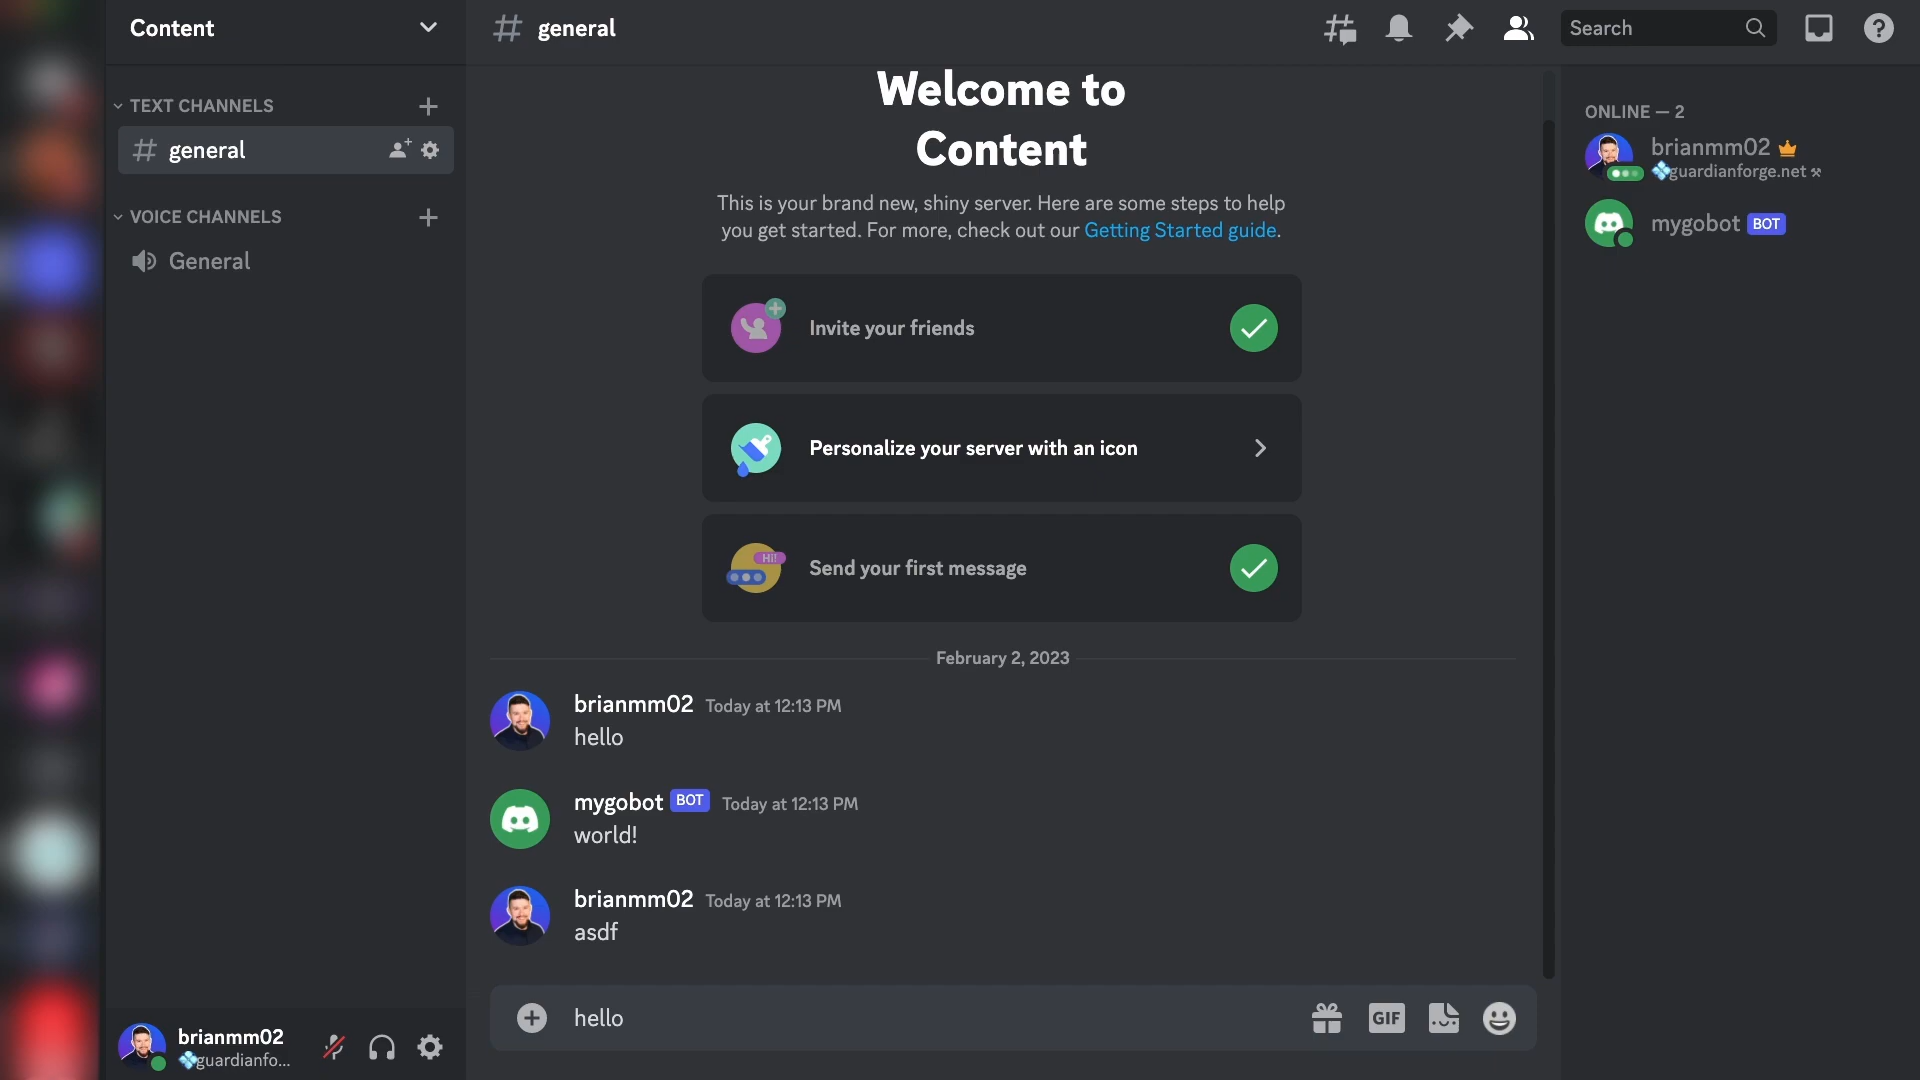 Content
TEXT CHANNELS
general
VOICE CHANNELS
General
brianmm02
guardianfo...
general
Search
Welcome to
Content
This is your brand new, shiny server. Here are some steps to help
you get started. For more, check out our Getting Started guide.
Invite your friends
Personalize your server with an icon
Hi!
Send your first message
February 2, 2023
brianmm02 Today at 12:13 PM
hello
mygobot BOT Today at 12:13 PM
world!
brianmm02 Today at 12:13 PM
asdf
hello
GIF
ONLINE — 2
brianmm02
guardianforge.net
mygobot BOT